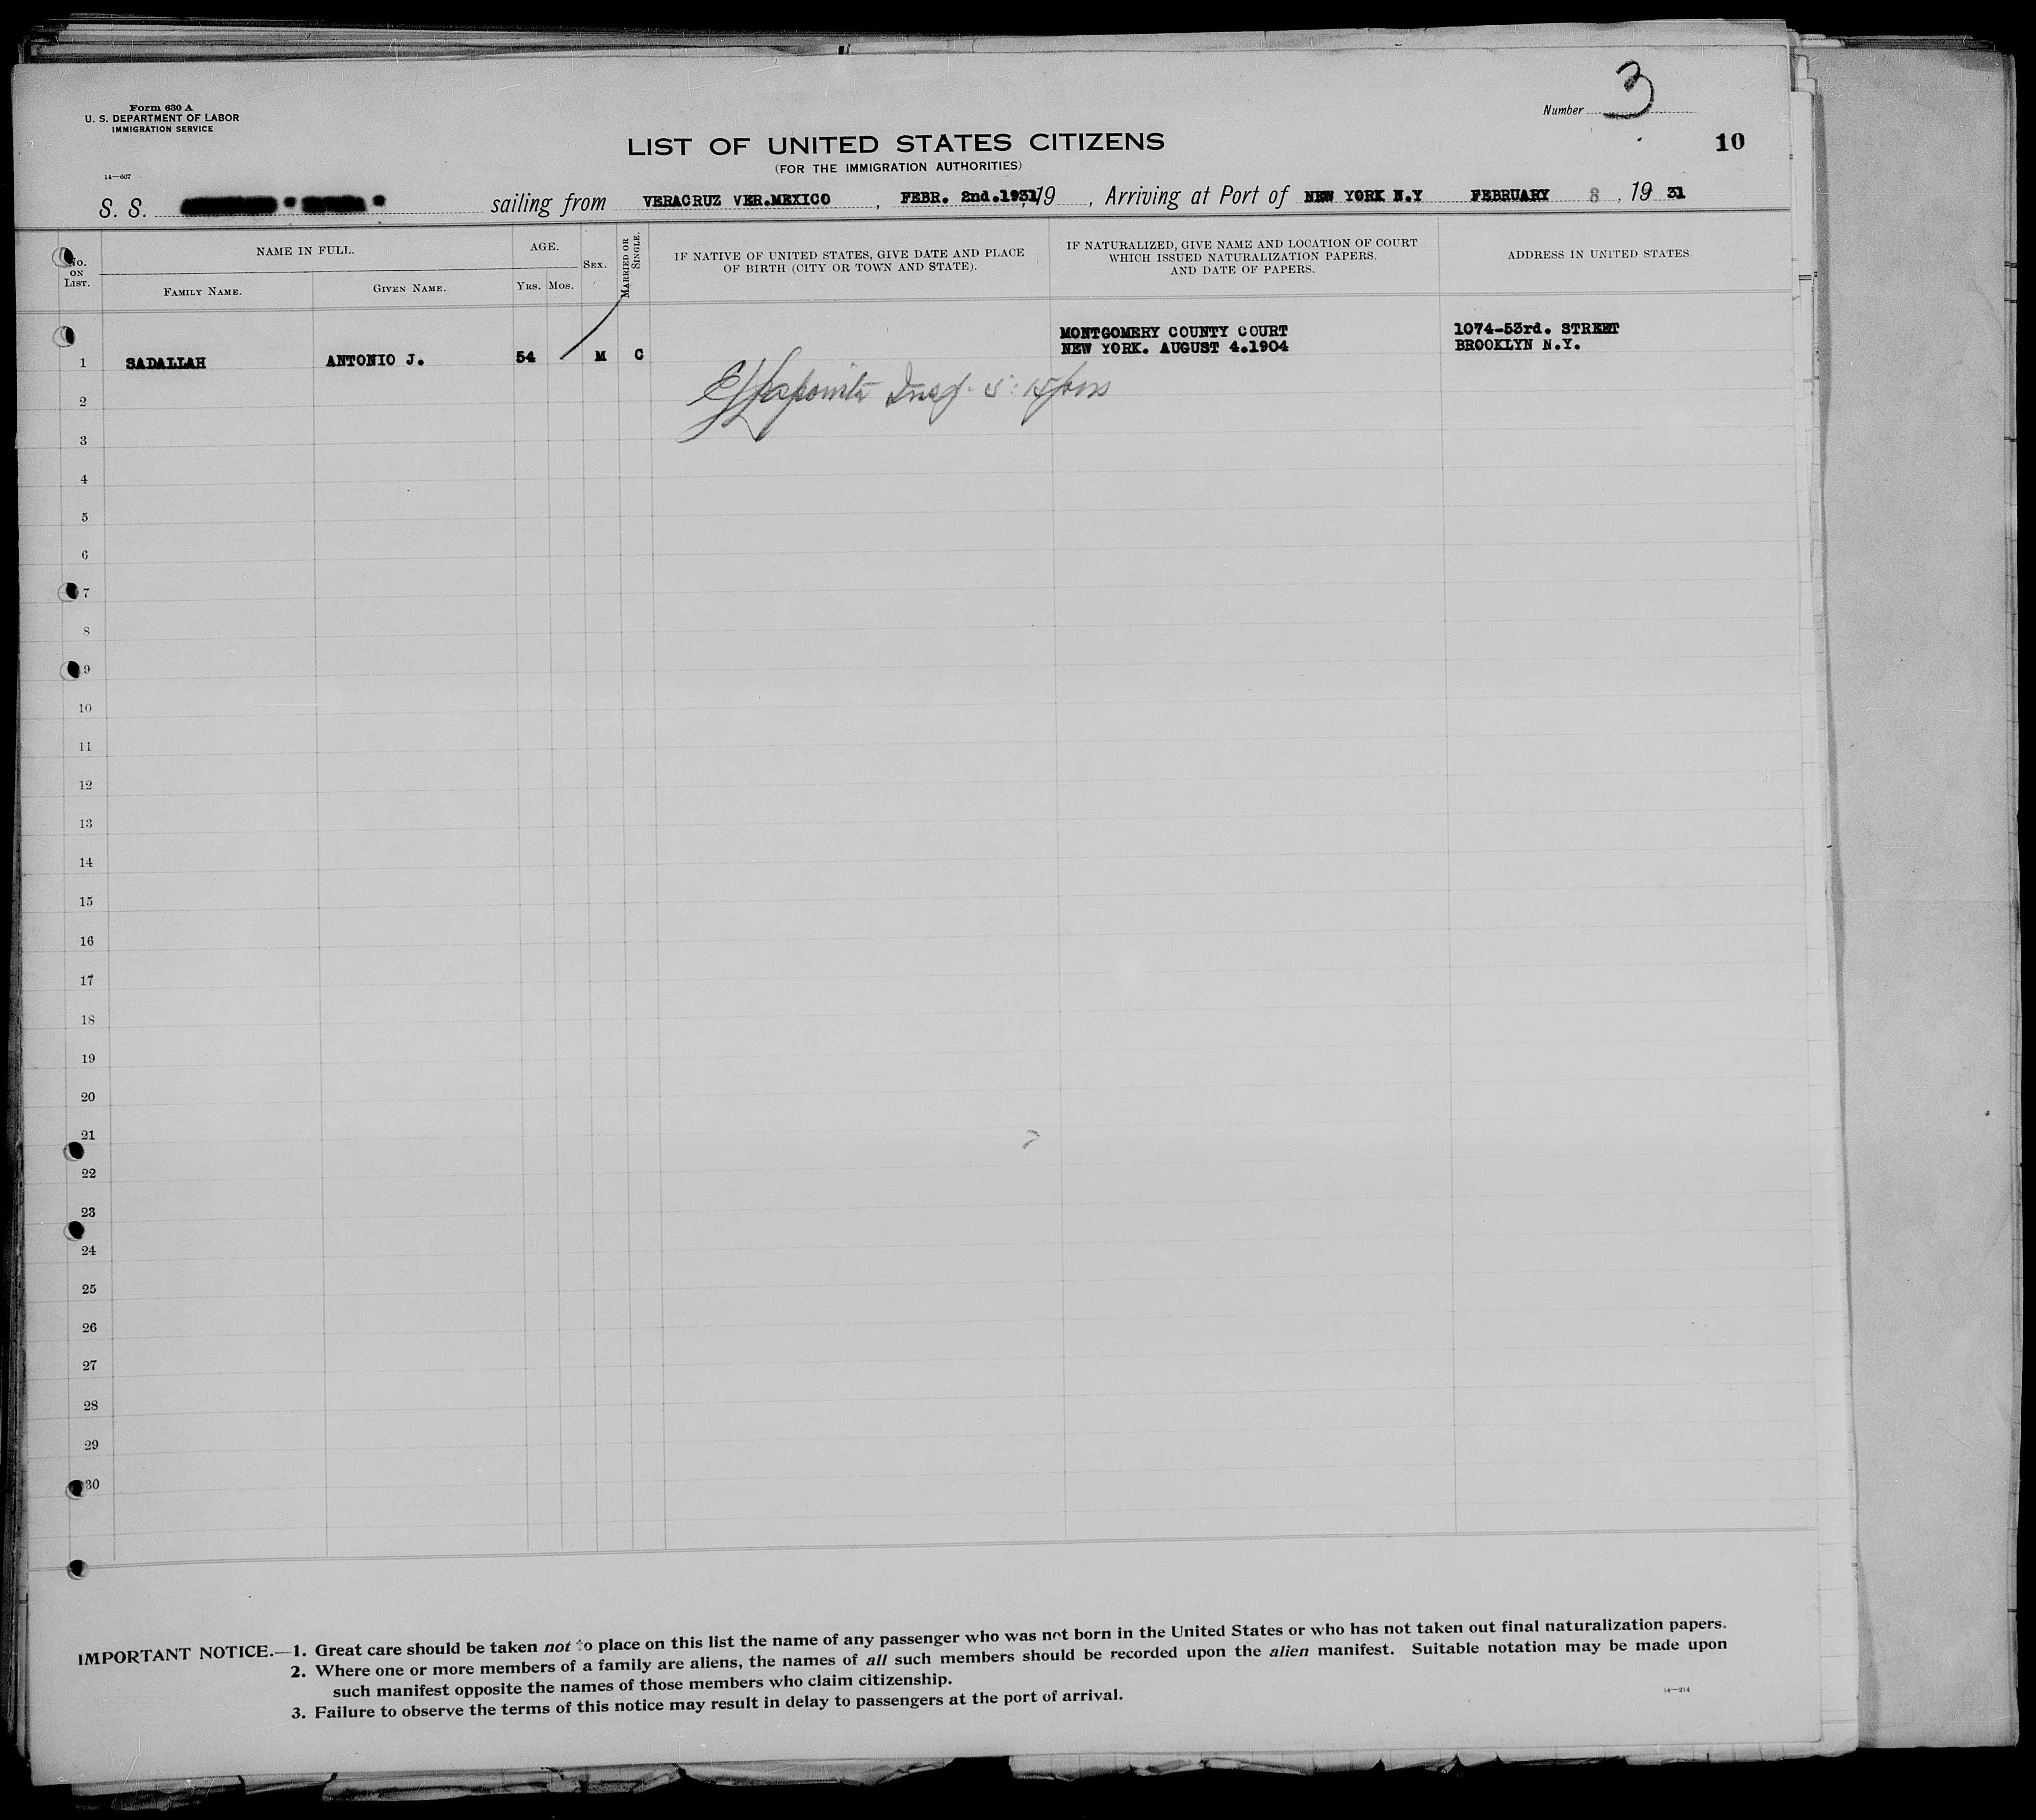 Form 630 A
U. S. DEPARTMENT OF LABOR
IMMIGRATION SERVICE
14—607
Number 3
10
LIST OF UNITED STATES CITIZENS
(FOR THE IMMIGRATION AUTHORITIES)
S. S. sailing from VERACRUZ VER.MEXICO , FEBR. 2nd.1931, 19 , Arriving at Port of NEW YORK N.Y FEBRUARY 8 , 19 31
No. ON LIST.
NAME IN FULL.
FAMILY NAME.
GIVEN NAME.
AGE.
YRS. MOS.
SEX.
MARRIED OR SINGLE.
IF NATIVE OF UNITED STATES, GIVE DATE AND PLACE
OF BIRTH (CITY OR TOWN AND STATE).
IF NATURALIZED, GIVE NAME AND LOCATION OF COURT
WHICH ISSUED NATURALIZATION PAPERS,
AND DATE OF PAPERS.
ADDRESS IN UNITED STATES
1 SADALLAH ANTONIO J. 54 M C
MONTGOMERY COUNTY COURT
NEW YORK. AUGUST 4.1904
1074-53rd. STREET
BROOKLYN N.Y.
2
3
4
5
6
7
8
9
10
11
12
13
14
15
16
17
18
19
20
21
22
23
24
25
26
27
28
29
30
IMPORTANT NOTICE.—1. Great care should be taken not to place on this list the name of any passenger who was not born in the United States or who has not taken out final naturalization papers.
2. Where one or more members of a family are aliens, the names of all such members should be recorded upon the alien manifest. Suitable notation may be made upon
such manifest opposite the names of those members who claim citizenship.
3. Failure to observe the terms of this notice may result in delay to passengers at the port of arrival.
14—214